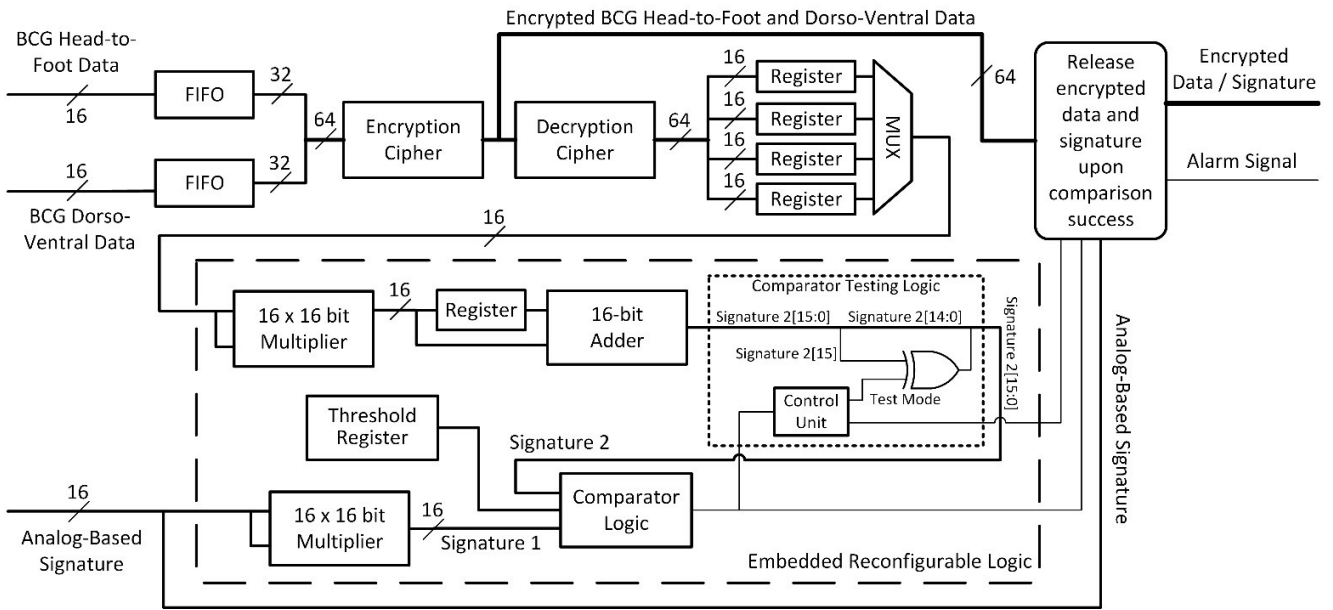 Encrypted BCG Head-to-Foot and Dorso-Ventral Data
BCG Head-to-
Foot Data
16
FIFO
32
64
Encryption
Cipher
Decryption
Cipher
64
16
Register
16
Register
16
Register
16
Register
MUX
64
Release
encrypted
data and
signature
upon
comparison
success
Encrypted
Data / Signature
Alarm Signal
16
FIFO
32
BCG Dorso-
Ventral Data
16
16 x 16 bit
Multiplier
16
Register
16-bit
Adder
Comparator Testing Logic
Signature 2[15:0]
Signature 2[14:0]
Signature 2[15]
Control
Unit
Test Mode
Signature 2[15:0]
Analog-Based Signature
Threshold
Register
Signature 2
16
Analog-Based
Signature
16 x 16 bit
Multiplier
16
Signature 1
Comparator
Logic
Embedded Reconfigurable Logic